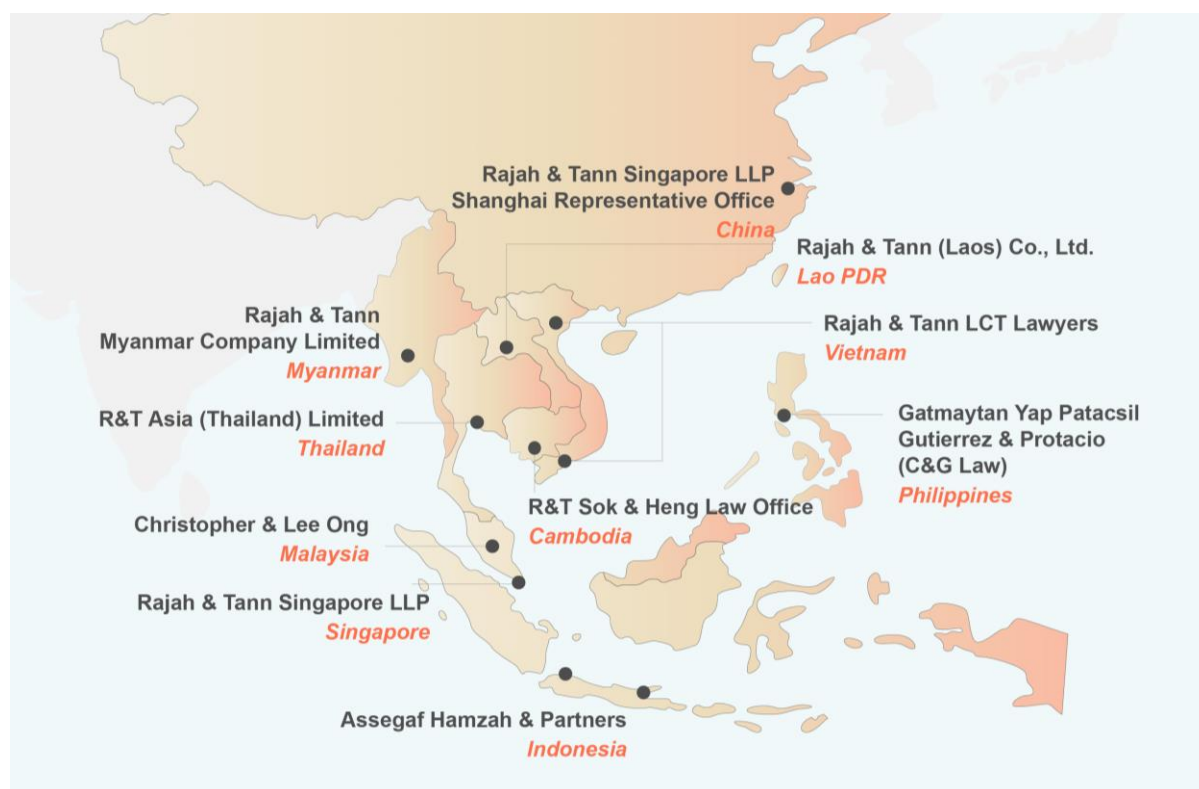 Rajah & Tann Singapore LLP
Shanghai Representative Office
China
Rajah & Tann (Laos) Co., Ltd.
Lao PDR
Rajah & Tann
Myanmar Company Limited
Myanmar
Rajah & Tann LCT Lawyers
Vietnam
R&T Asia (Thailand) Limited
Thailand
Gatmaytan Yap Patacsil
Gutierrez & Protacio
(C&G Law)
Philippines
R&T Sok & Heng Law Office
Cambodia
Christopher & Lee Ong
Malaysia
Rajah & Tann Singapore LLP
Singapore
Assegaf Hamzah & Partners
Indonesia